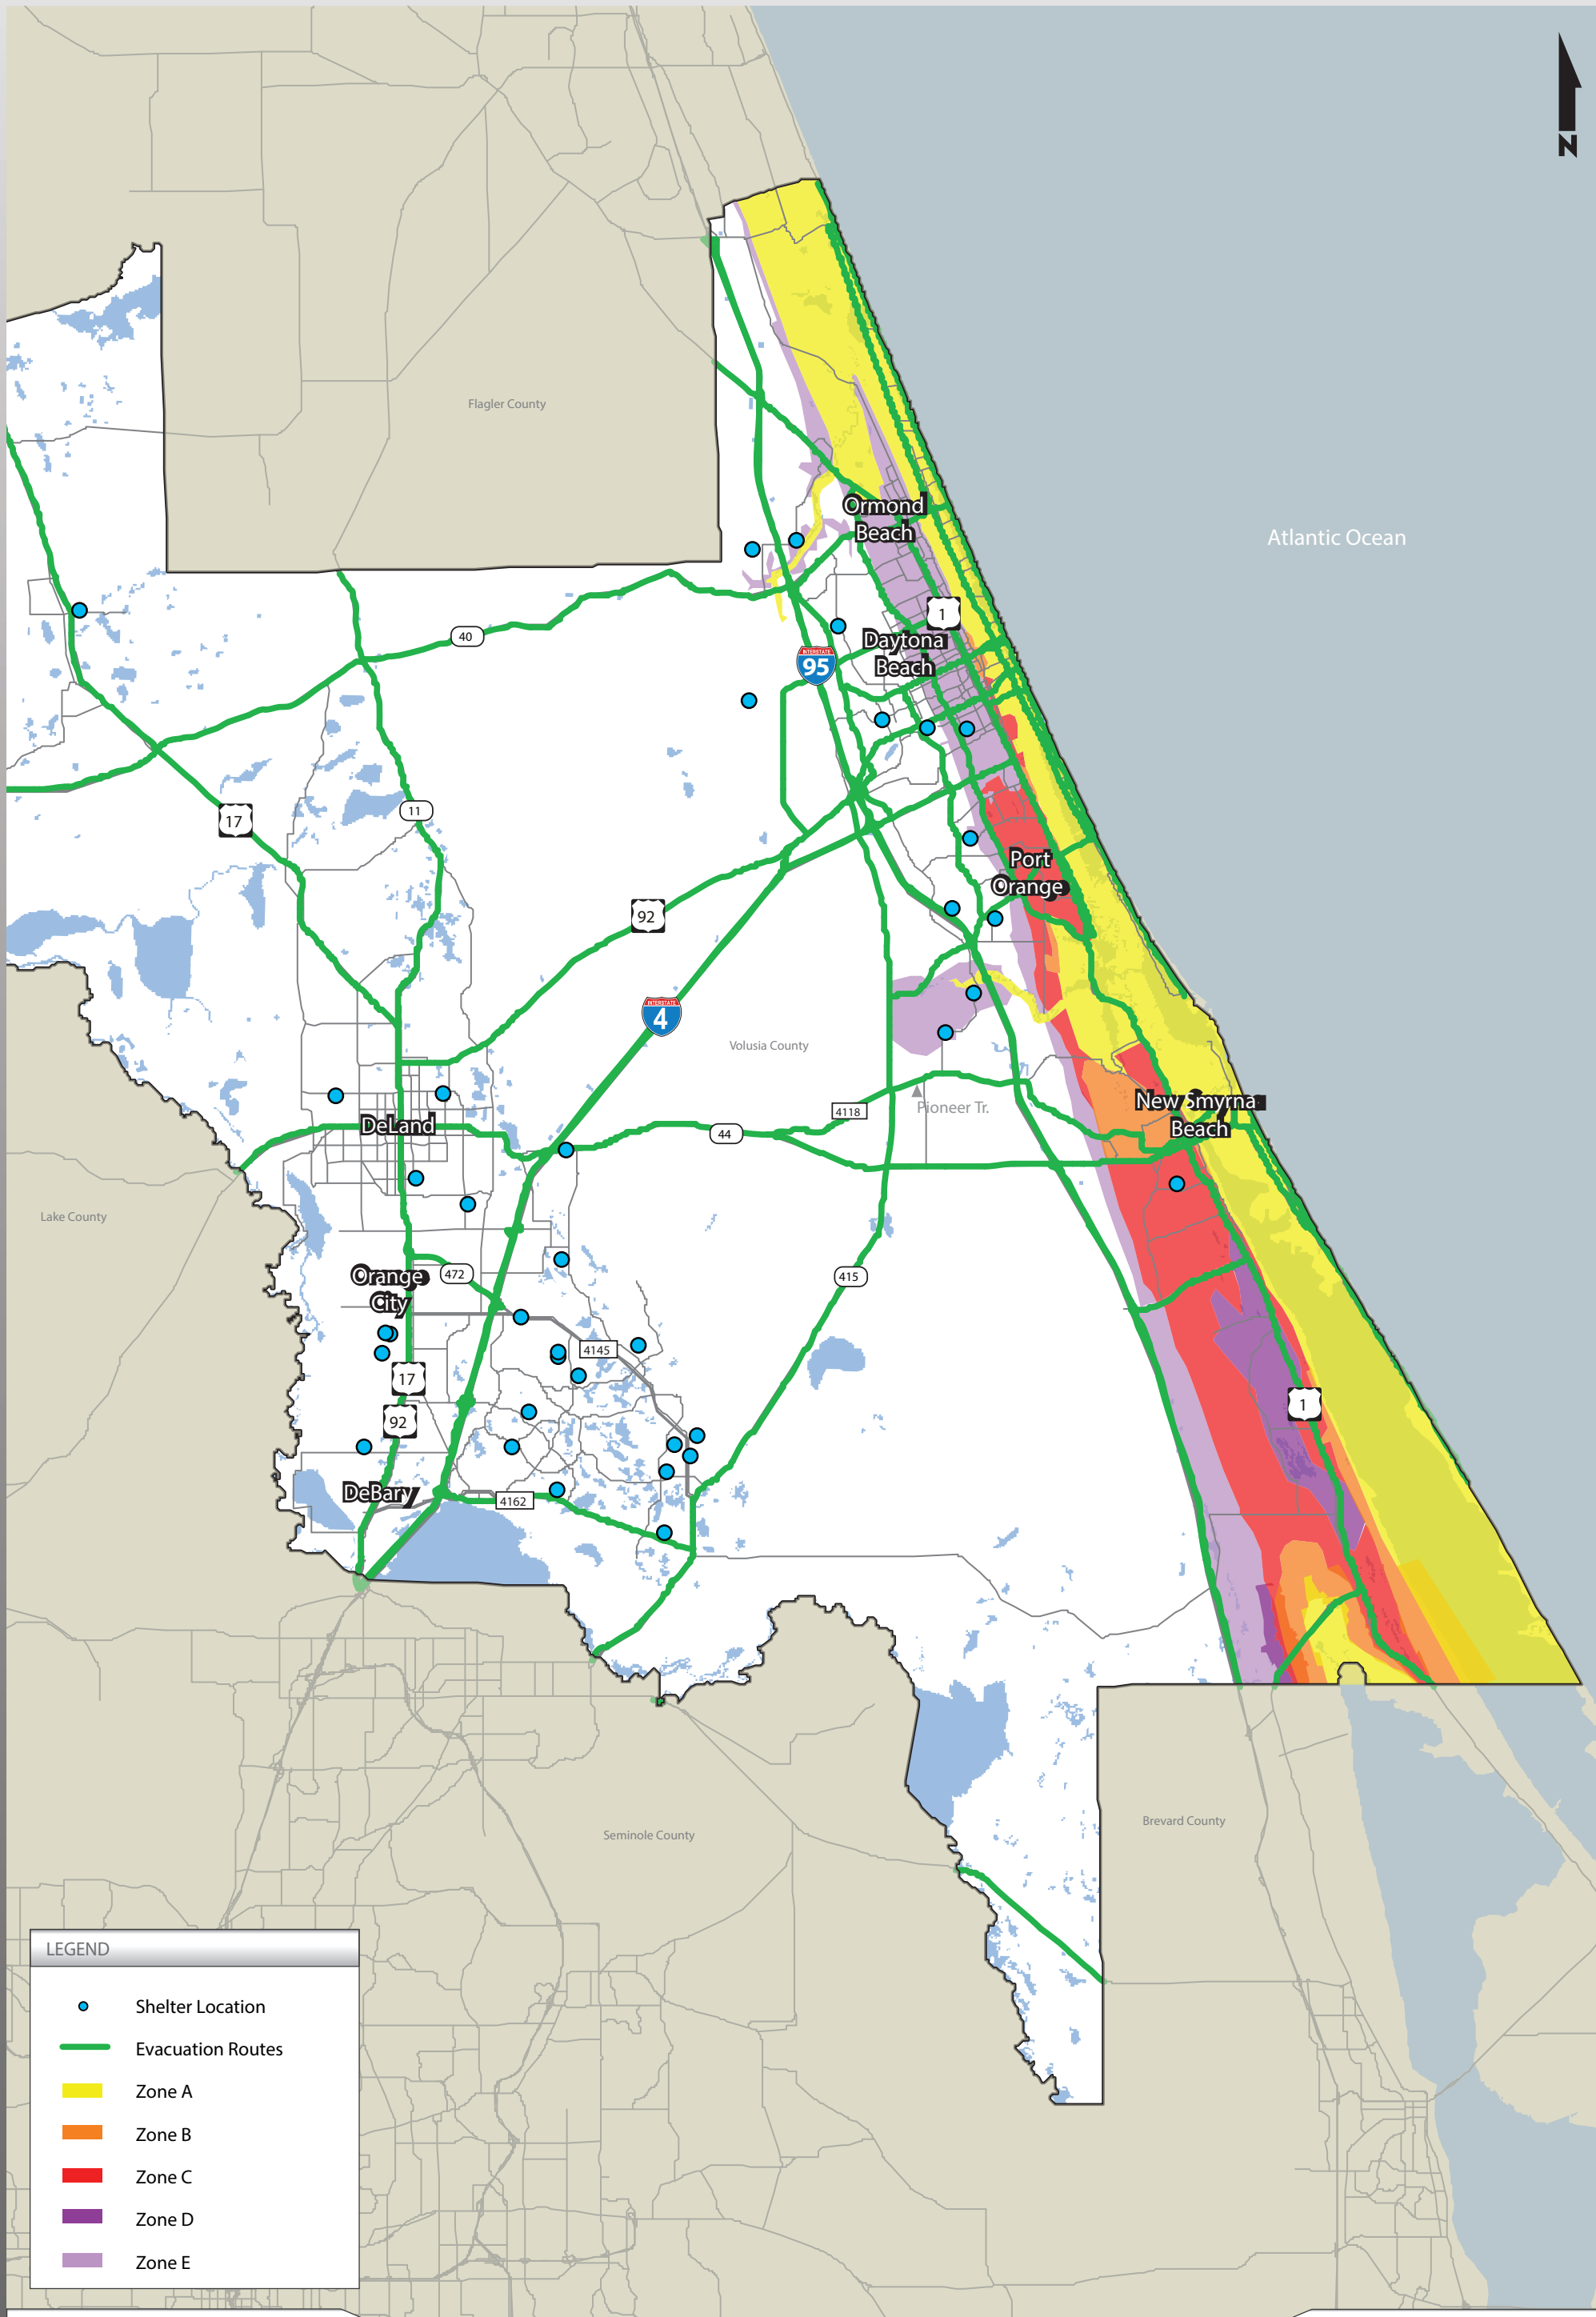 N
Flagler County
Ormond
Beach
Atlantic Ocean
1
40
Daytona
Beach
INTERSTATE
95
11
17
Port
Orange
92
INTERSTATE
4
Volusia County
New Smyrna
Beach
4118
Pioneer Tr.
DeLand
44
Lake County
Orange
City
472
415
4145
17
1
92
DeBary
4162
Brevard County
Seminole County
LEGEND
Shelter Location
Evacuation Routes
Zone A
Zone B
Zone C
Zone D
Zone E